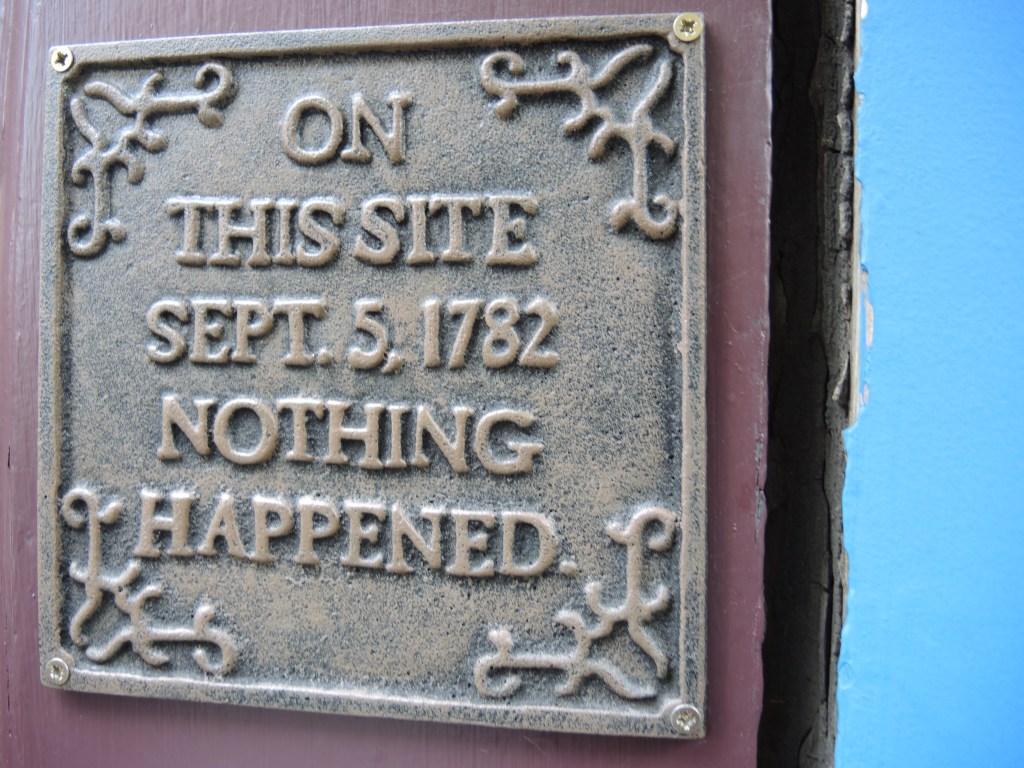 ON
THIS SITE
SEPT. 5, 1782
NOTHING
HAPPENED.